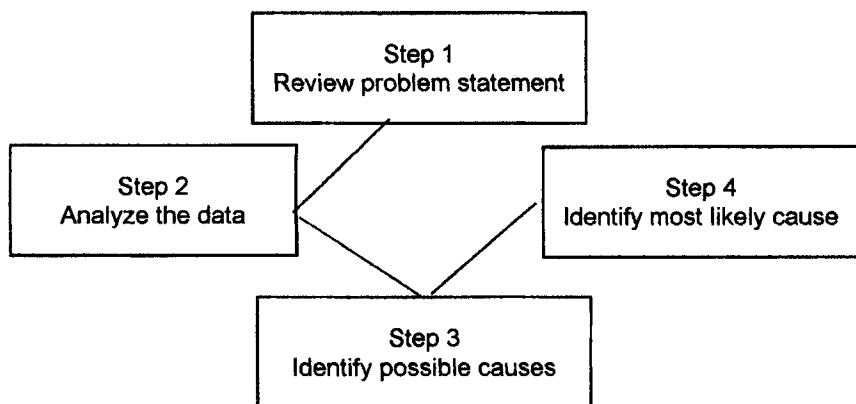 Step 1
Review problem statement
Step 2
Analyze the data
Step 3
Identify possible causes
Step 4
Identify most likely cause